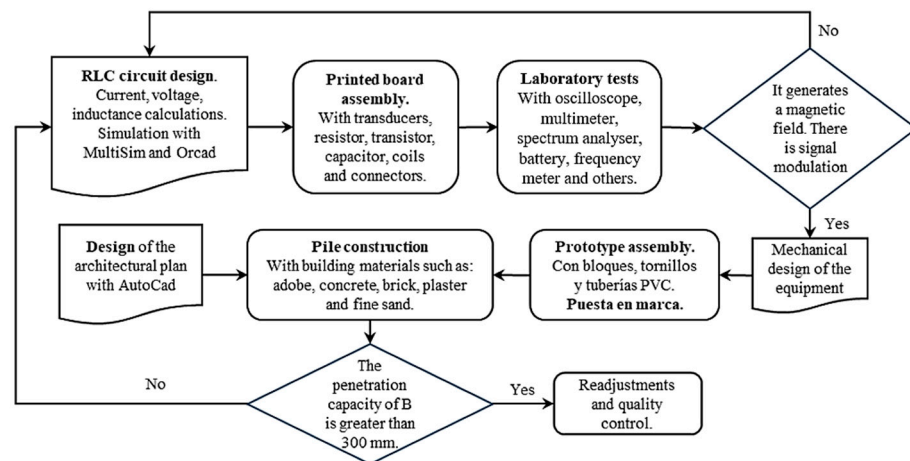 No
RLC circuit design.
Current, voltage,
inductance calculations.
Simulation with
MultiSim and Orcad
Printed board
assembly.
With transducers,
resistor, transistor,
capacitor, coils
and connectors.
Laboratory tests
With oscilloscope,
multimeter,
spectrum analyser,
battery, frequency
meter and others.
It generates
a magnetic
field. There
is signal
modulation
Yes
Mechanical
design of the
equipment
Prototype assembly.
Con bloques, tornillos
y tuberías PVC.
Puesta en marca.
Pile construction
With building materials such as:
adobe, concrete, brick, plaster
and fine sand.
Design of the
architectural plan
with AutoCad
The
penetration
capacity of B
is greater than
300 mm.
No
Yes
Readjustments
and quality
control.